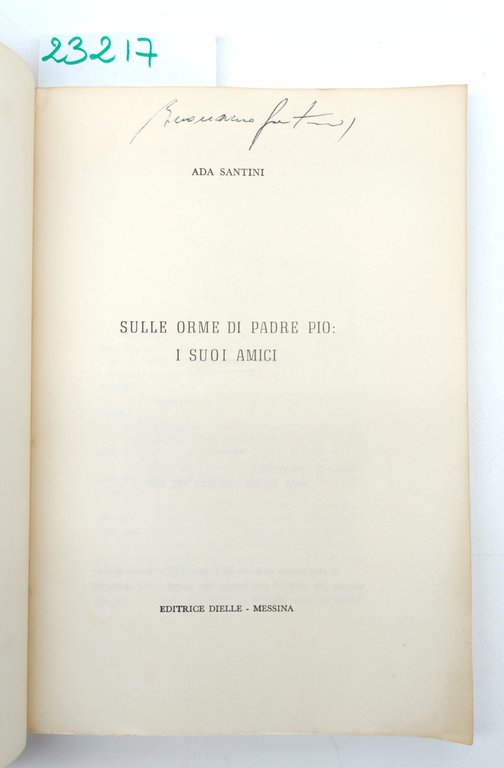 23217
ADA SANTINI
SULLE ORME DI PADRE PIO:
I SUOI AMICI
EDITRICE DIELLE - MESSINA